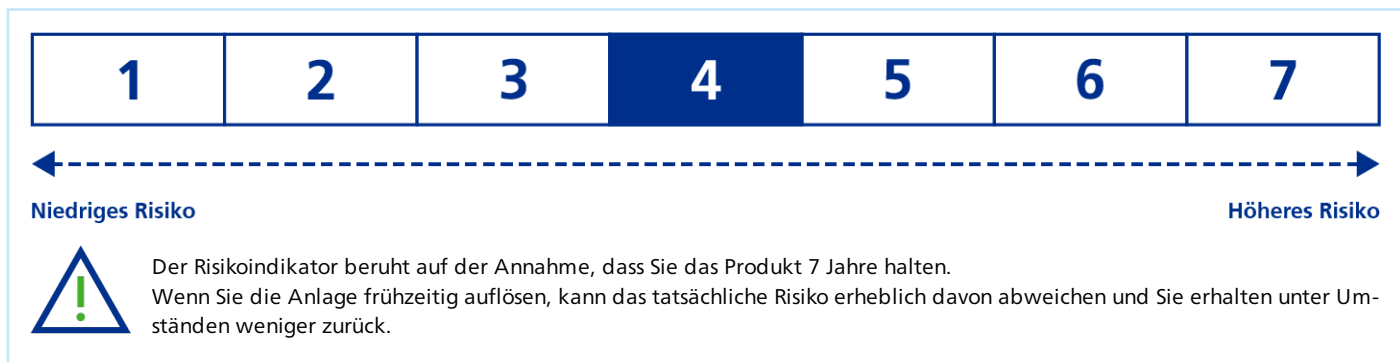 1 2 3 4 5 6 7
Niedriges Risiko Höheres Risiko
Der Risikoindikator beruht auf der Annahme, dass Sie das Produkt 7 Jahre halten.
Wenn Sie die Anlage frühzeitig auflösen, kann das tatsächliche Risiko erheblich davon abweichen und Sie erhalten unter Um-
ständen weniger zurück.